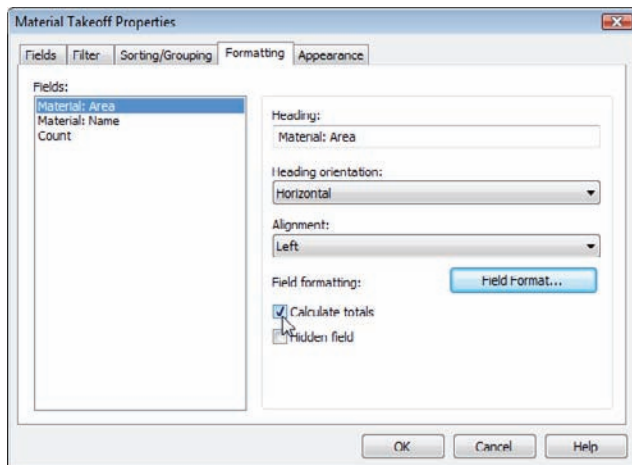 Material Takeoff Properties
Fields Filter Sorting/Grouping Formatting Appearance
Fields:
Material: Area
Material: Name
Count
Heading:
Material: Area
Heading orientation:
Horizontal
Alignment:
Left
Field formatting:
Field Format...
Calculate totals
Hidden field
OK Cancel Help